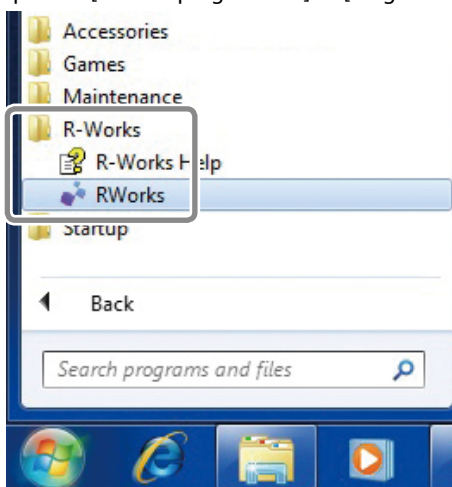 Accessories
Games
Maintenance
R-Works
R-Works Help
RWorks
Startup
Back
Search programs and files